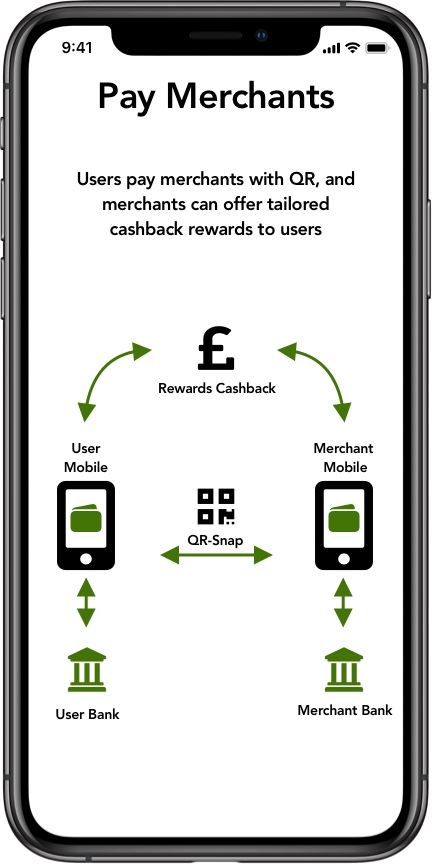 9:41
Pay Merchants
Users pay merchants with QR, and
merchants can offer tailored
cashback rewards to users
£
Rewards Cashback
User
Mobile
Merchant
Mobile
QR-Snap
User Bank
Merchant Bank